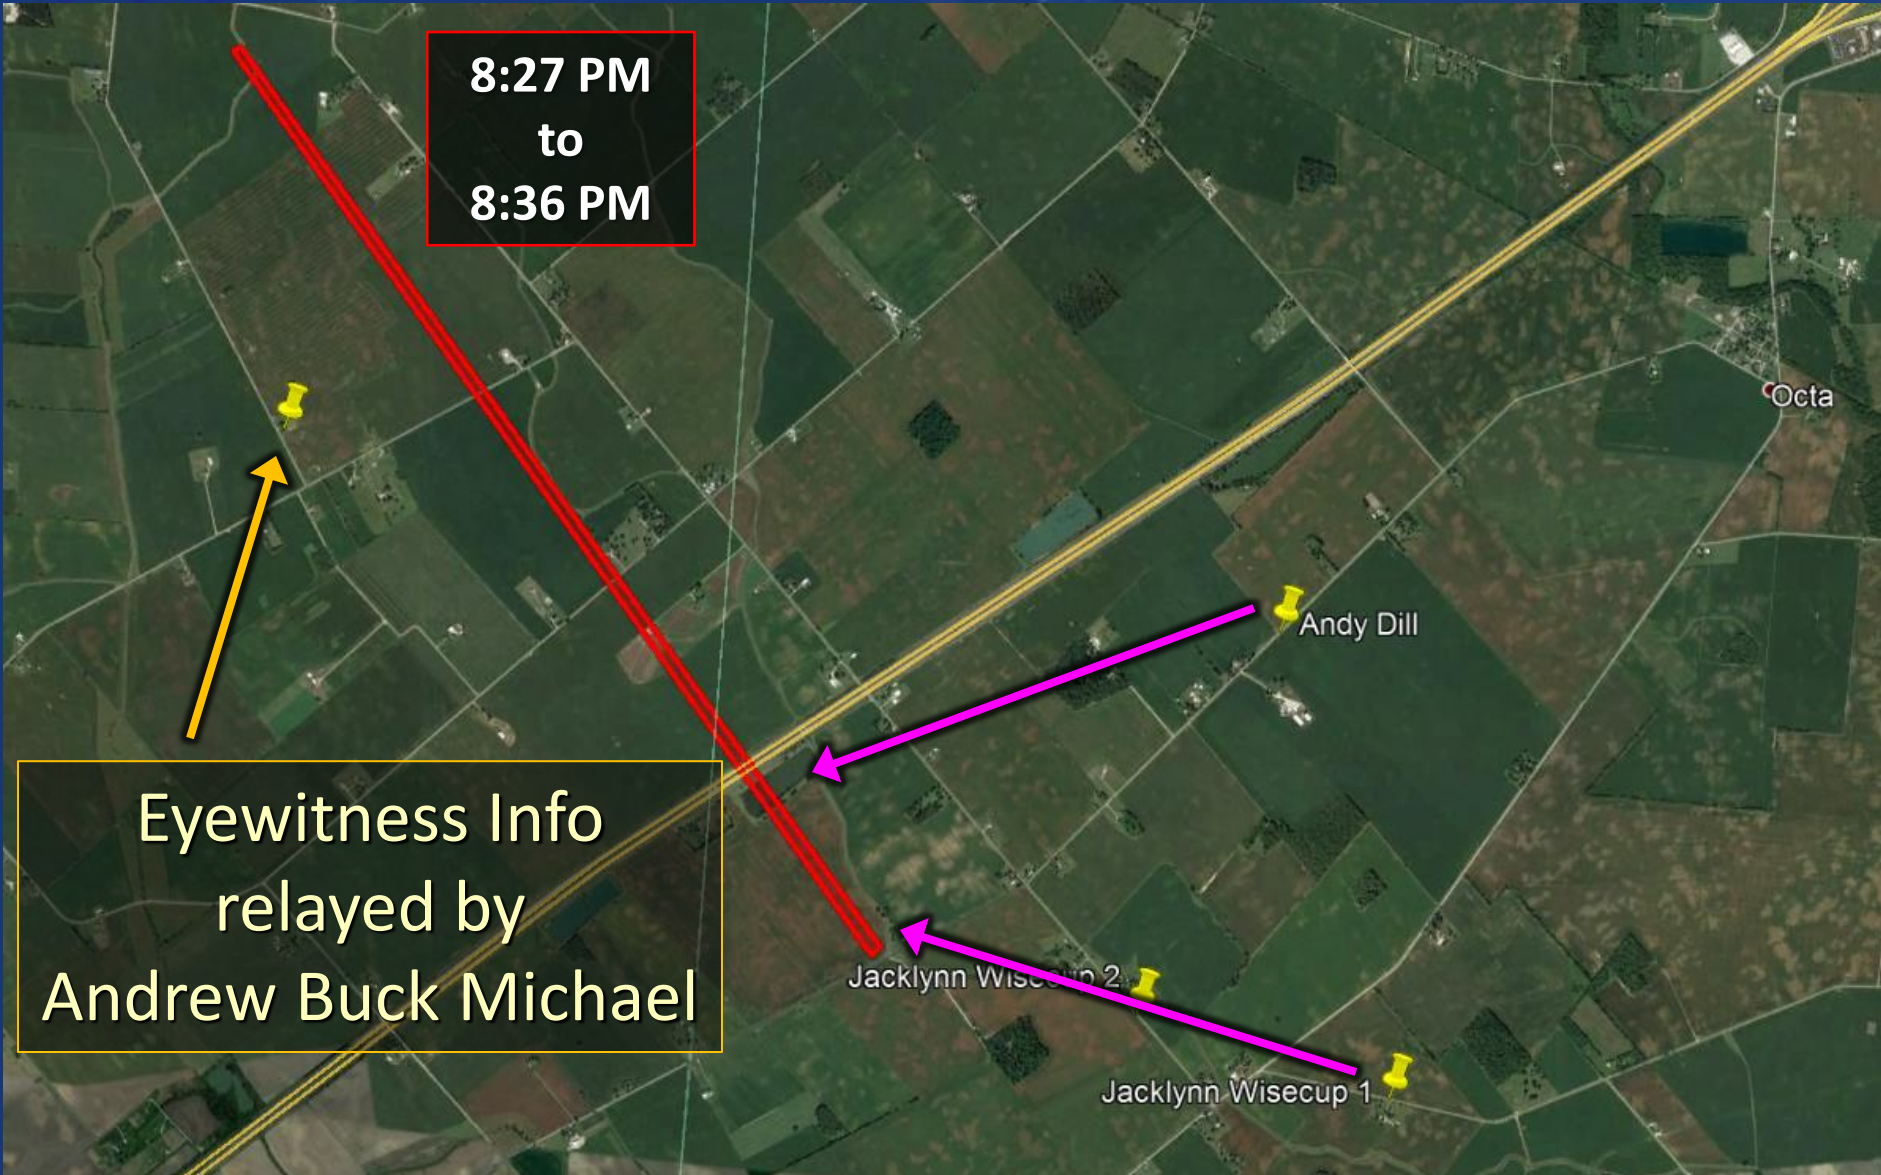 8:27 PM
to
8:36 PM
Octa
Andy Dill
Eyewitness Info
relayed by
Andrew Buck Michael
Jacklynn Wisecup 2
Jacklynn Wisecup 1